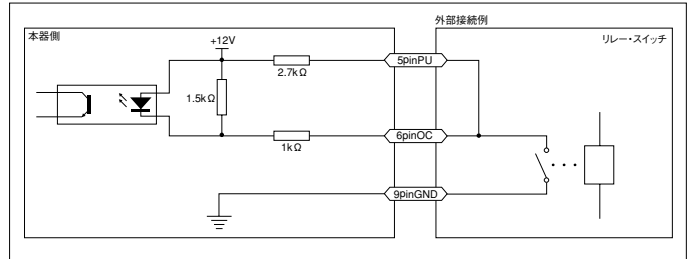 外部接続例
本器側
リレー・スイッチ
+12V
5pinPU
2.7kΩ
1.5kΩ
6pinOC
1kΩ
9pinGND